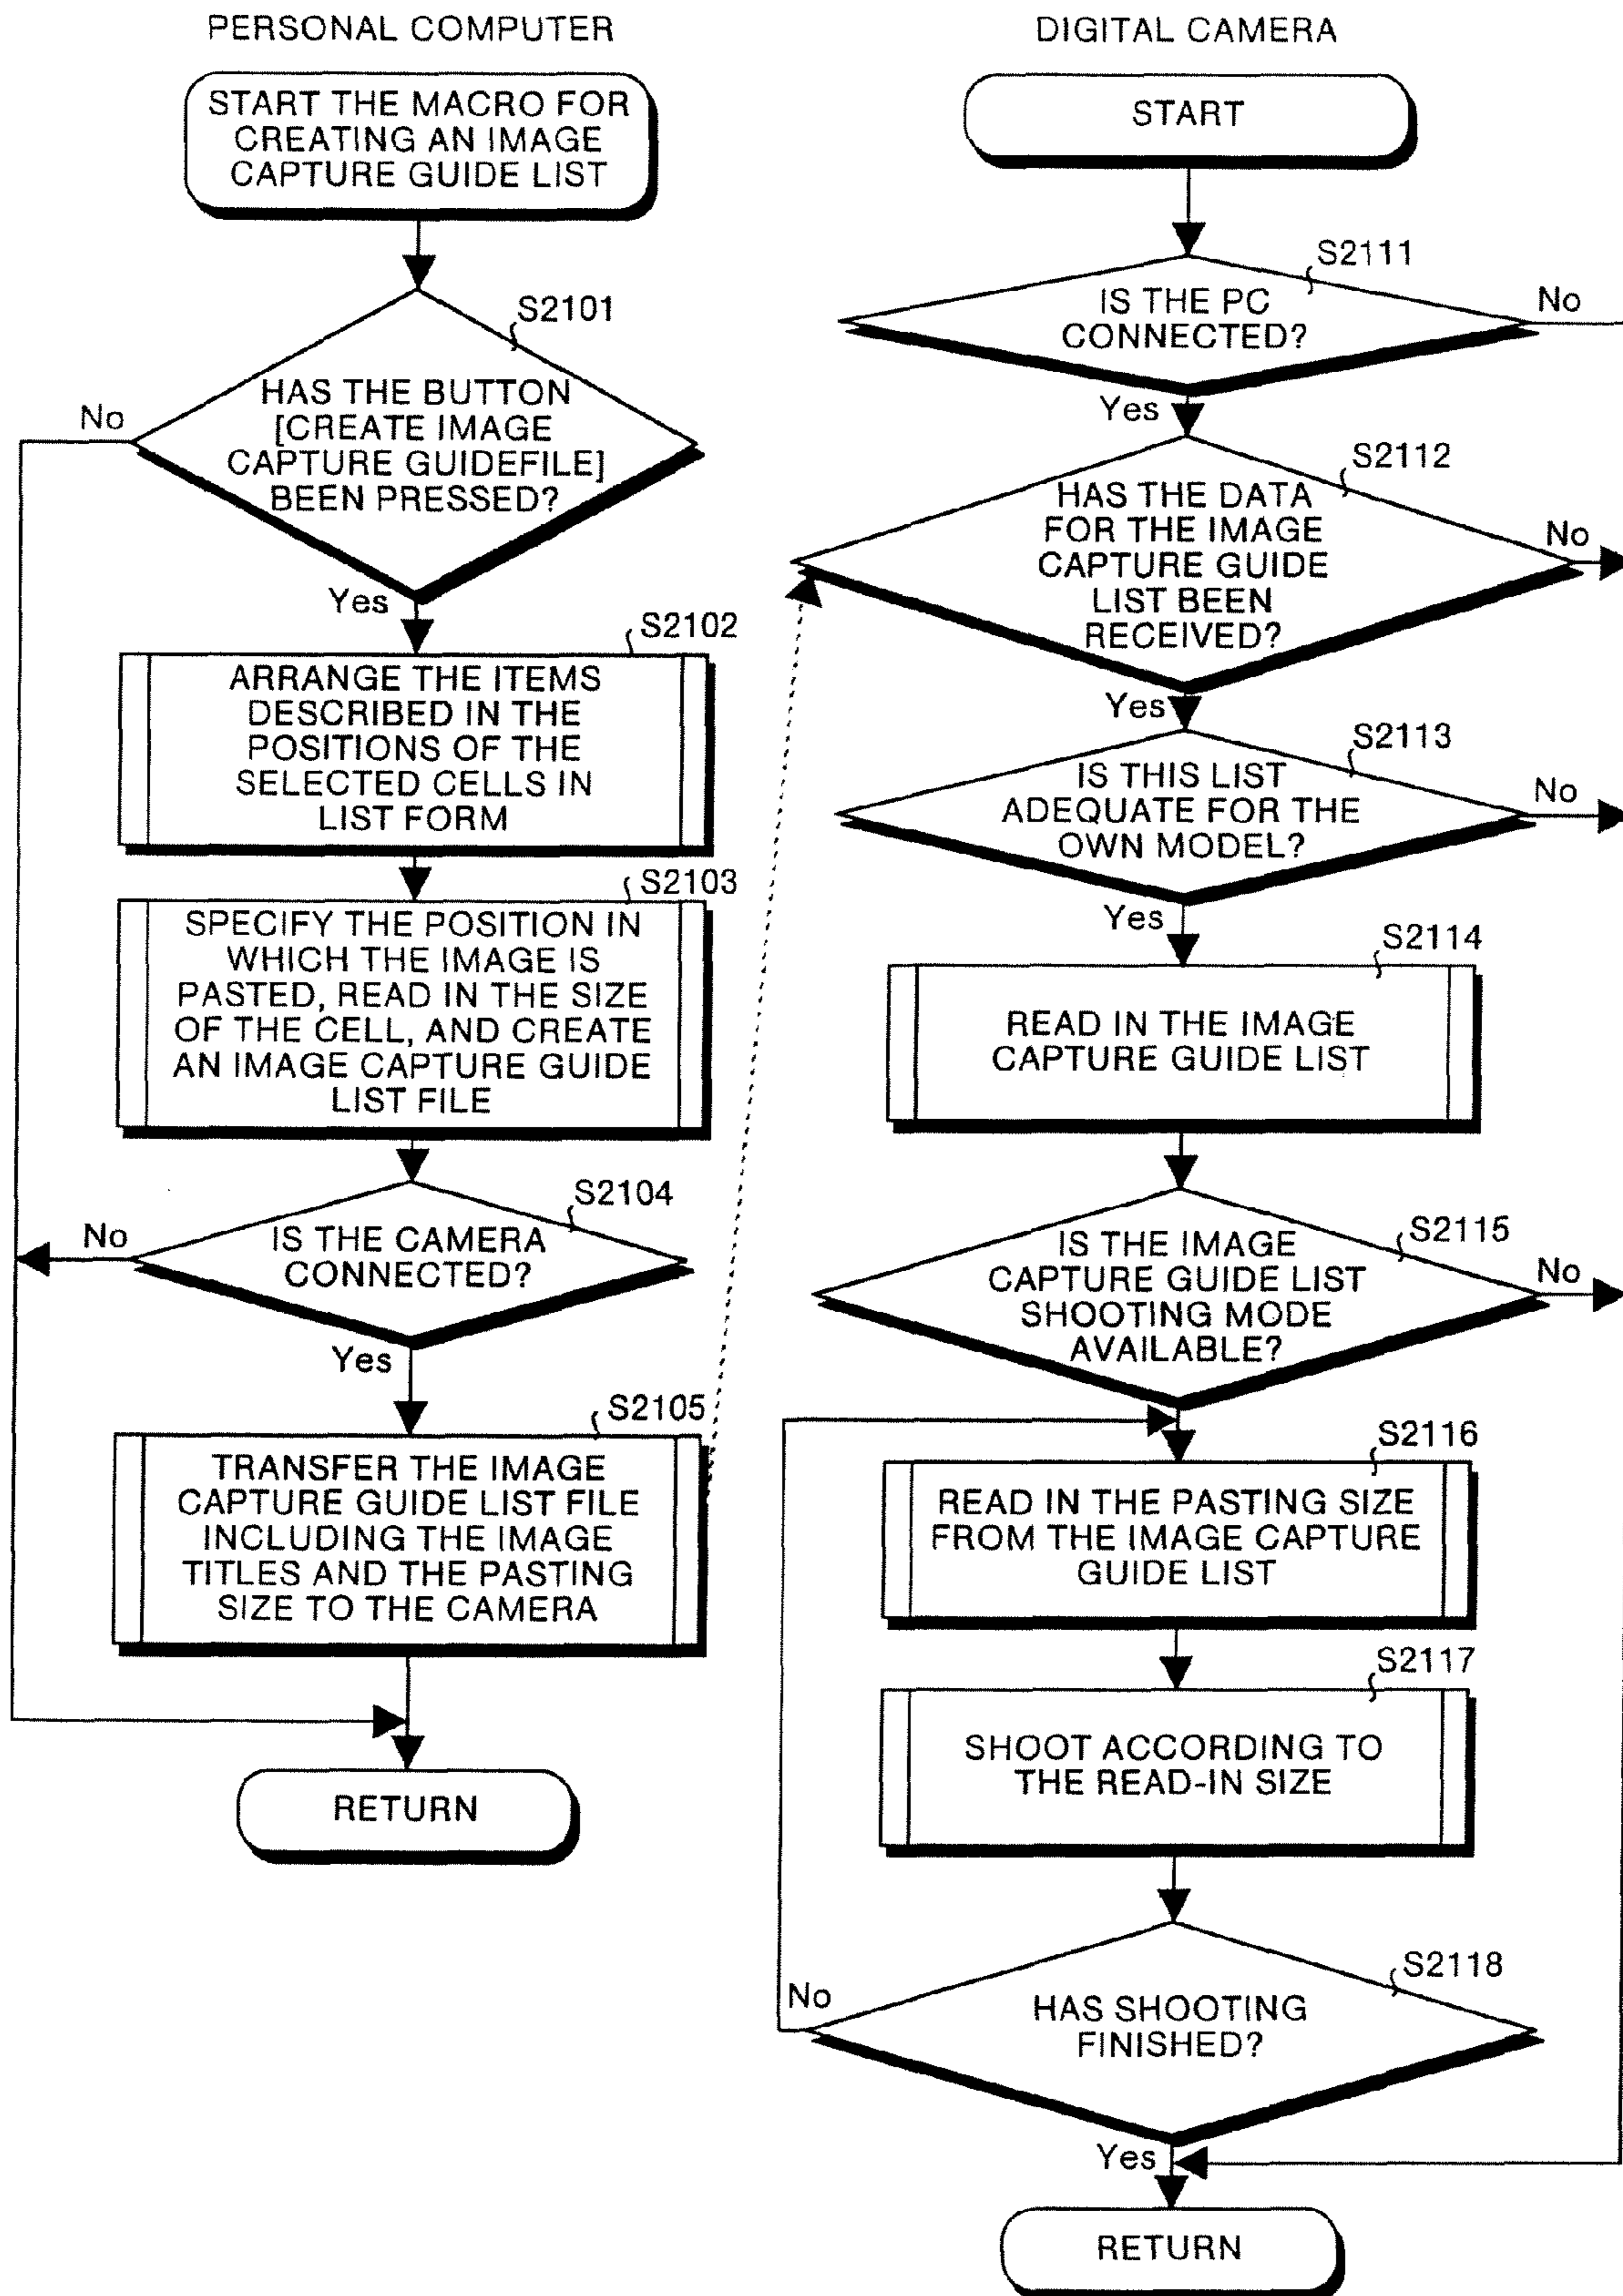 PERSONAL COMPUTER
START THE MACRO FOR
CREATING AN IMAGE
CAPTURE GUIDE LIST
S2101
HAS THE BUTTON
[CREATE IMAGE
CAPTURE GUIDEFILE]
BEEN PRESSED?
No
Yes
S2102
ARRANGE THE ITEMS
DESCRIBED IN THE
POSITIONS OF THE
SELECTED CELLS IN
LIST FORM
S2103
SPECIFY THE POSITION IN
WHICH THE IMAGE IS
PASTED, READ IN THE SIZE
OF THE CELL, AND CREATE
AN IMAGE CAPTURE GUIDE
LIST FILE
S2104
No
IS THE CAMERA
CONNECTED?
Yes
S2105
TRANSFER THE IMAGE
CAPTURE GUIDE LIST FILE
INCLUDING THE IMAGE
TITLES AND THE PASTING
SIZE TO THE CAMERA
RETURN
DIGITAL CAMERA
START
S2111
IS THE PC
CONNECTED?
No
Yes
S2112
HAS THE DATA
FOR THE IMAGE
CAPTURE GUIDE
LIST BEEN
RECEIVED?
No
Yes
S2113
IS THIS LIST
ADEQUATE FOR THE
OWN MODEL?
No
Yes
S2114
READ IN THE IMAGE
CAPTURE GUIDE LIST
S2115
IS THE IMAGE
CAPTURE GUIDE LIST
SHOOTING MODE
AVAILABLE?
No
S2116
READ IN THE PASTING SIZE
FROM THE IMAGE CAPTURE
GUIDE LIST
S2117
SHOOT ACCORDING TO
THE READ-IN SIZE
S2118
No
HAS SHOOTING
FINISHED?
Yes
RETURN